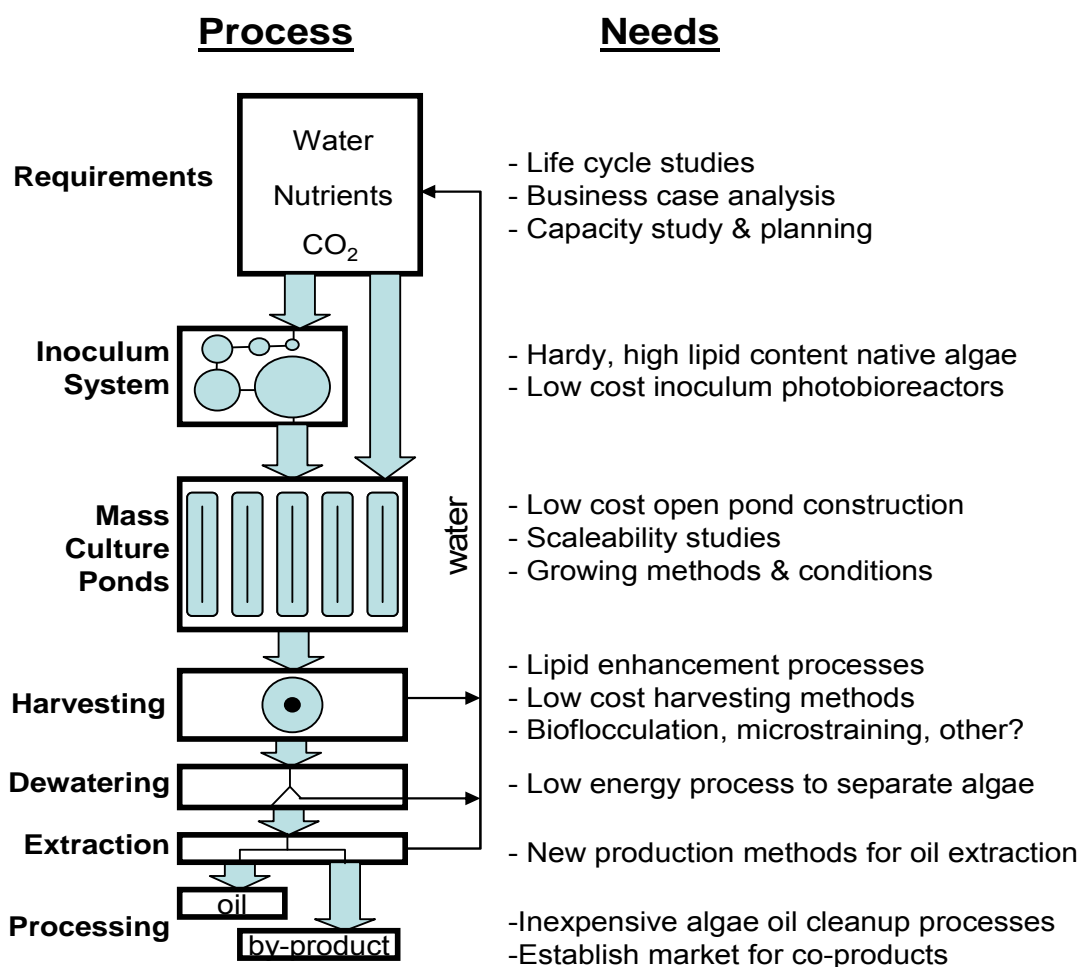 Process
Needs
Requirements
Water
Nutrients
CO₂
- Life cycle studies
- Business case analysis
- Capacity study & planning
Inoculum
System
- Hardy, high lipid content native algae
- Low cost inoculum photobioreactors
Mass
Culture
Ponds
water
- Low cost open pond construction
- Scaleability studies
- Growing methods & conditions
Harvesting
- Lipid enhancement processes
- Low cost harvesting methods
- Bioflocculation, microstraining, other?
Dewatering
- Low energy process to separate algae
Extraction
- New production methods for oil extraction
Processing
oil
by-product
-Inexpensive algae oil cleanup processes
-Establish market for co-products